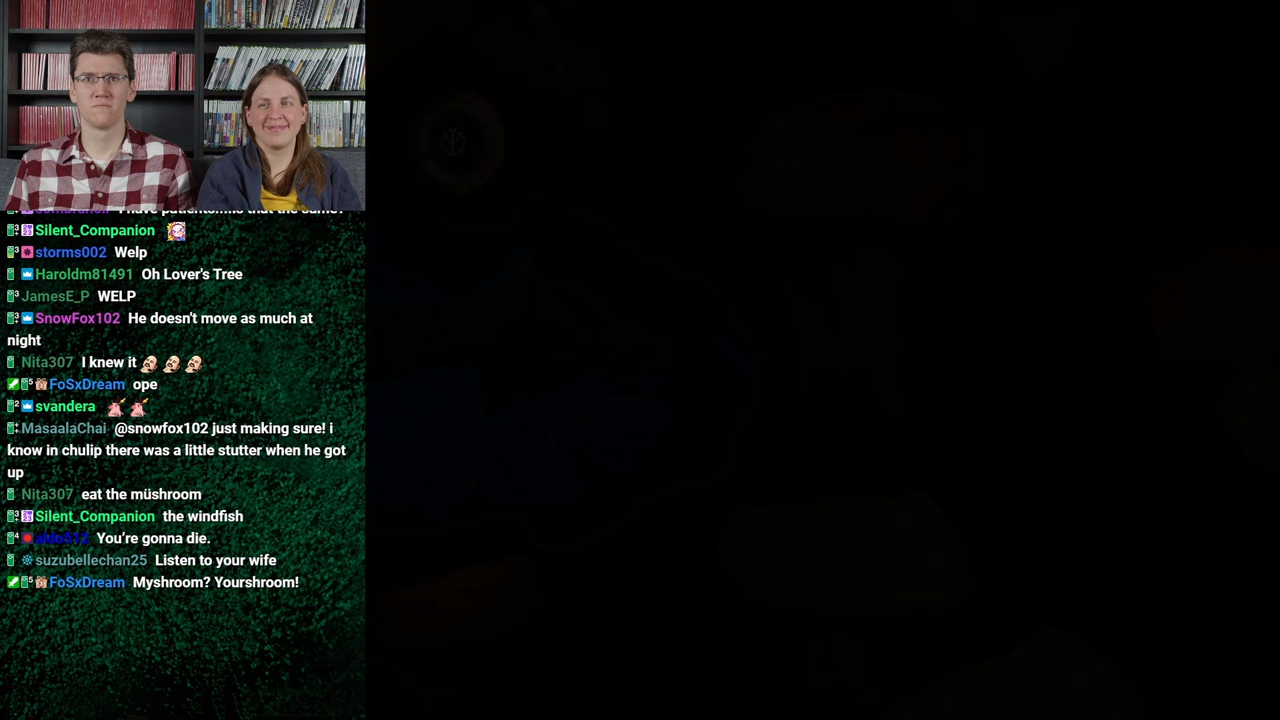 Silent_Companion
storms002 Welp
Haroldm81491 Oh Lover's Tree
JamesE_P WELP
SnowFox102 He doesn't move as much at
night
Nita307 I knew it
FoSxDream ope
svandera
MasaalaChai @snowfox102 just making sure! i
know in chulip there was a little stutter when he got
up
Nita307 eat the müshroom
Silent_Companion the windfish
You're gonna die.
suzubellechan25 Listen to your wife
FoSxDream Myshroom? Yourshroom!